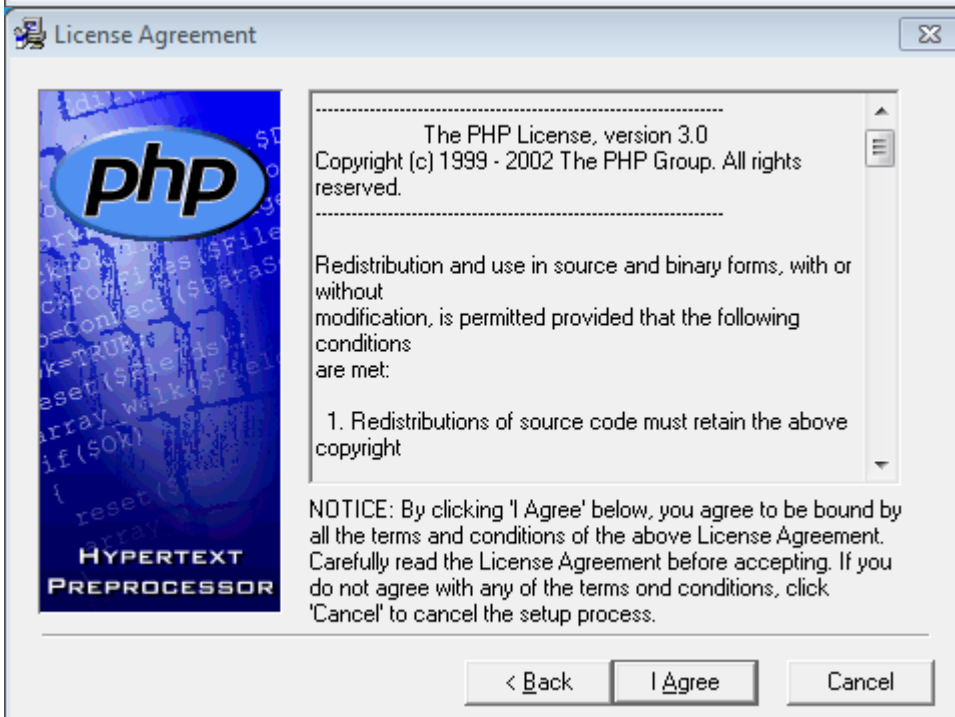 License Agreement
php
HYPERTEXT
PREPROCESSOR
-------------------------------------------------------------------
The PHP License, version 3.0
Copyright (c) 1999 - 2002 The PHP Group. All rights
reserved.
-------------------------------------------------------------------
Redistribution and use in source and binary forms, with or
without
modification, is permitted provided that the following
conditions
are met:
1. Redistributions of source code must retain the above
copyright
NOTICE: By clicking 'I Agree' below, you agree to be bound by
all the terms and conditions of the above License Agreement.
Carefully read the License Agreement before accepting. If you
do not agree with any of the terms ond conditions, click
'Cancel' to cancel the setup process.
< Back
I Agree
Cancel